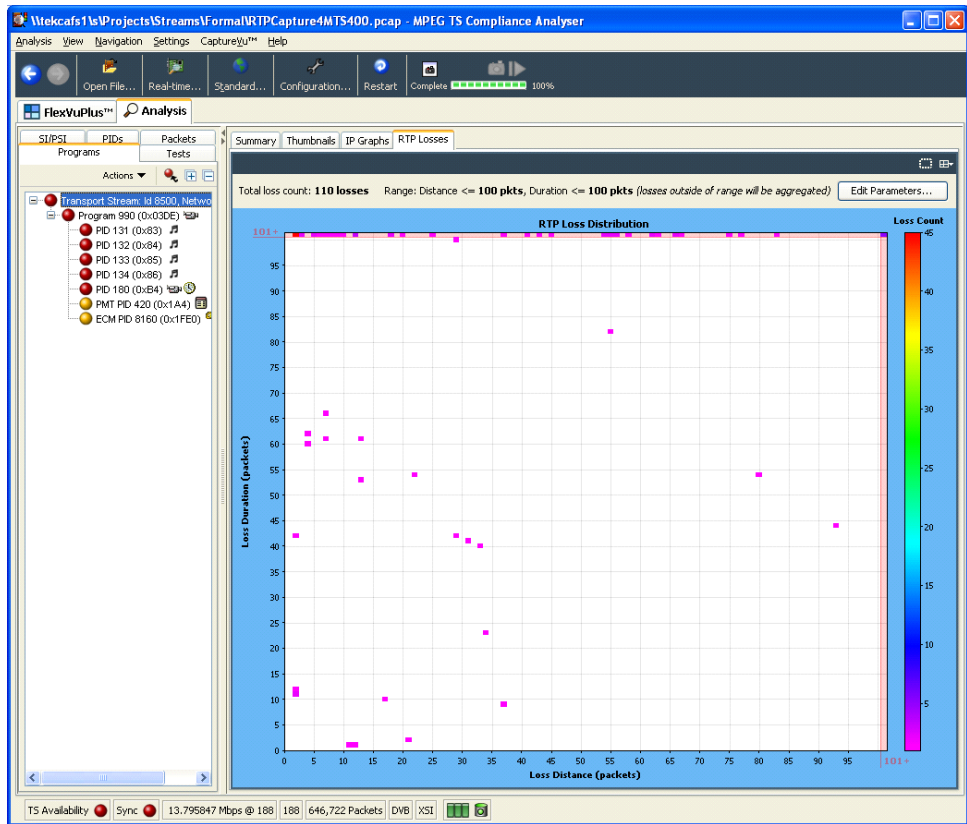 \\tekcafs1\s\Projects\Streams\Formal\RTPCapture4MTS400.pcap - MPEG TS Compliance Analyser
Analysis View Navigation Settings CaptureVu™ Help
Open File... Real-time... Standard... Configuration... Restart Complete 100%
FlexVuPlus™ Analysis
SI/PSI PIDs Packets
Programs Tests
Actions
Transport Stream: Id 8500, Netwo
Program 990 (0x03DE)
PID 131 (0x83)
PID 132 (0x84)
PID 133 (0x85)
PID 134 (0x86)
PID 180 (0xB4)
PMT PID 420 (0x1A4)
ECM PID 8160 (0x1FE0)
Summary Thumbnails IP Graphs RTP Losses
Total loss count: 110 losses Range: Distance <= 100 pkts, Duration <= 100 pkts (losses outside of range will be aggregated) Edit Parameters...
RTP Loss Distribution
Loss Count
101+
95
90
85
80
75
70
65
60
55
50
45
40
35
30
25
20
15
10
5
0
Loss Duration (packets)
0 5 10 15 20 25 30 35 40 45 50 55 60 65 70 75 80 85 90 95 101+
Loss Distance (packets)
45
40
35
30
25
20
15
10
5
TS Availability Sync 13.795847 Mbps @ 188 188 646,722 Packets DVB XSI